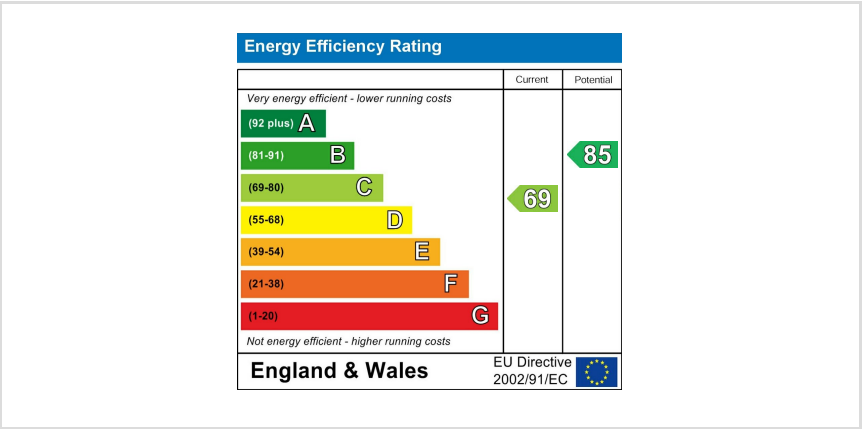 Energy Efficiency Rating
Current Potential
Very energy efficient - lower running costs
(92 plus) A
(81-91) B
85
(69-80) C
69
(55-68) D
(39-54) E
(21-38) F
(1-20) G
Not energy efficient - higher running costs
England & Wales
EU Directive
2002/91/EC